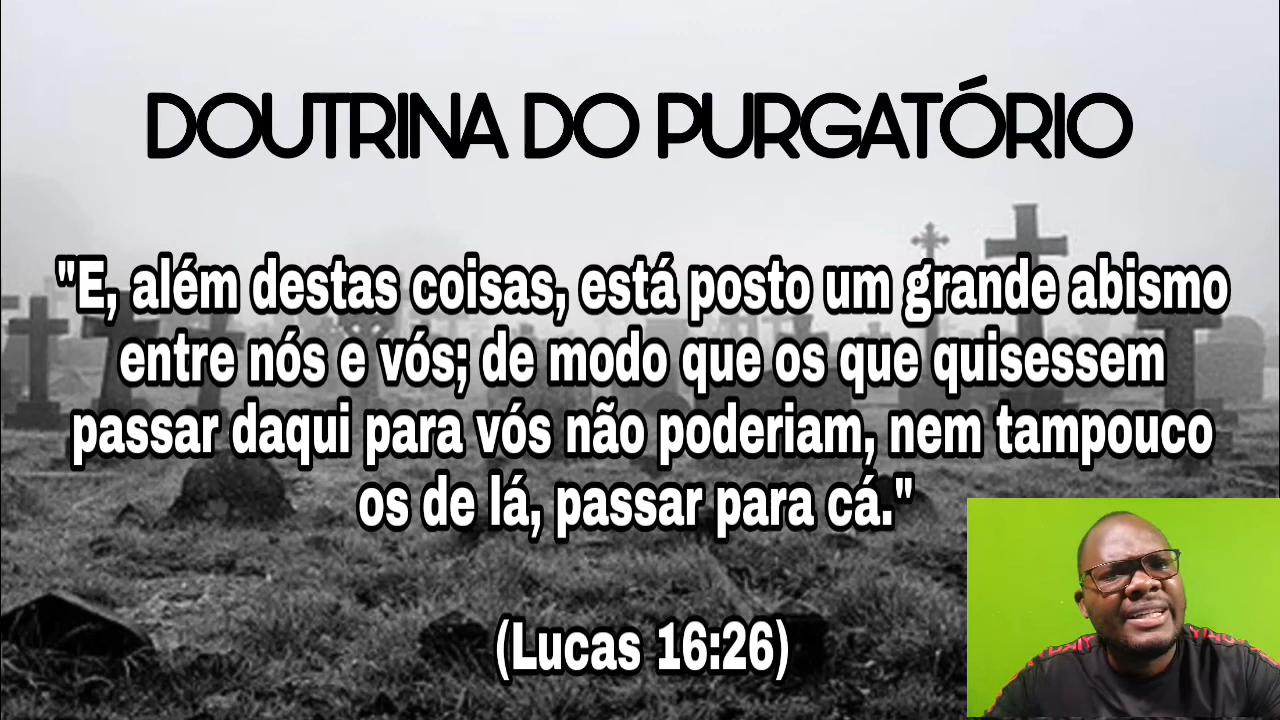 DOUTRINA DO PURGATÓRIO
"E, além destas coisas, está posto um grande abismo
entre nós e vós; de modo que os que quisessem
passar daqui para vós não poderiam, nem tampouco
os de lá, passar para cá."
(Lucas 16:26)